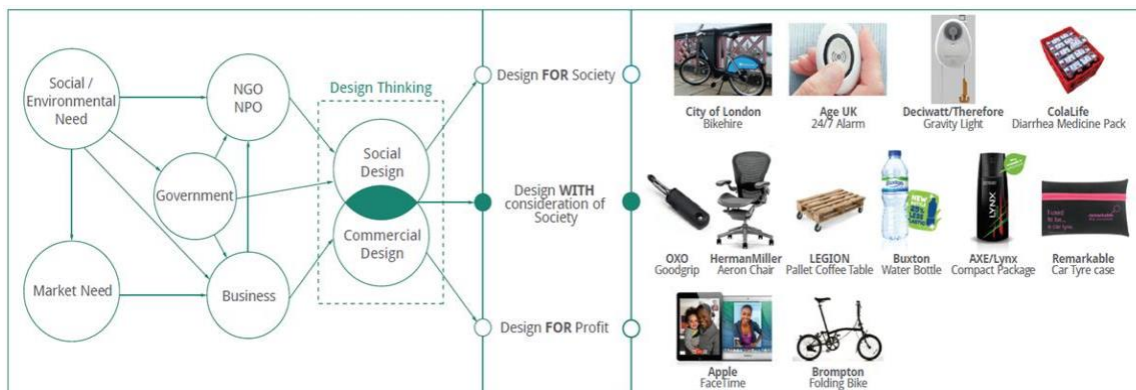 Social /
Environmental
Need
NGO
NPO
Government
Market Need
Business
Design Thinking
Social
Design
Commercial
Design
Design FOR Society
Design WITH
consideration of
Society
Design FOR Profit
City of London
Bikehire
Age UK
24/7 Alarm
Deciwatt/Therefore
Gravity Light
ColaLife
Diarrhea Medicine Pack
NEW
LESS
LYNX
OXO
Goodgrip
HermanMiller
Aeron Chair
LEGION
Pallet Coffee Table
Buxton
Water Bottle
AXE/Lynx
Compact Package
Remarkable
Car Tyre case
Apple
FaceTime
Brompton
Folding Bike